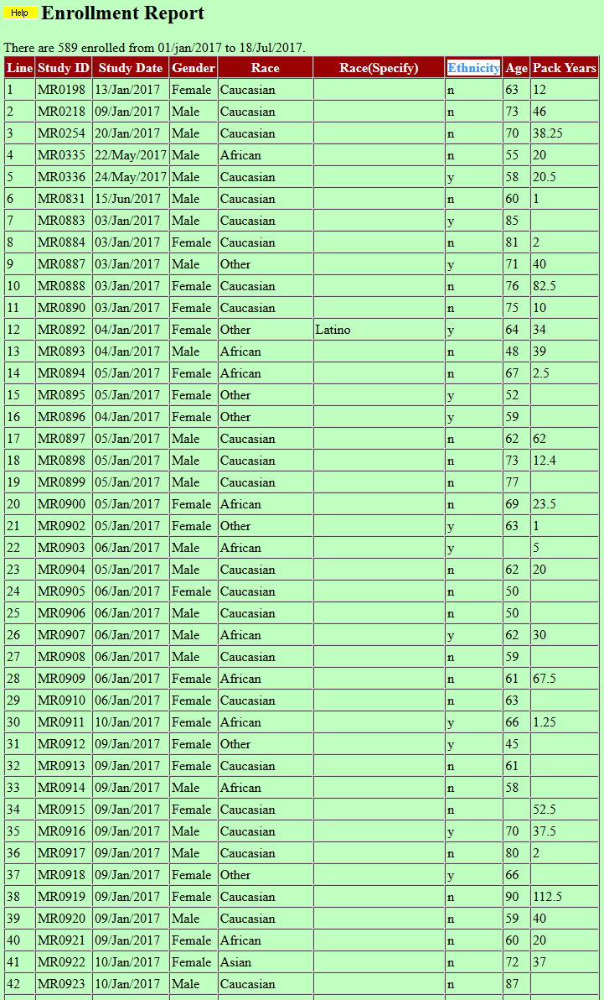 Help Enrollment Report
There are 589 enrolled from 01/jan/2017 to 18/Jul/2017.
Line Study ID Study Date Gender Race Race(Specify) Ethnicity Age Pack Years
1 MR0198 13/Jan/2017 Female Caucasian n 63 12
2 MR0218 09/Jan/2017 Male Caucasian n 73 46
3 MR0254 20/Jan/2017 Male Caucasian n 70 38.25
4 MR0335 22/May/2017 Male African n 55 20
5 MR0336 24/May/2017 Male Caucasian y 58 20.5
6 MR0831 15/Jun/2017 Male Caucasian n 60 1
7 MR0883 03/Jan/2017 Male Caucasian y 85
8 MR0884 03/Jan/2017 Female Caucasian n 81 2
9 MR0887 03/Jan/2017 Male Other y 71 40
10 MR0888 03/Jan/2017 Female Caucasian n 76 82.5
11 MR0890 03/Jan/2017 Female Caucasian n 75 10
12 MR0892 04/Jan/2017 Female Other Latino y 64 34
13 MR0893 04/Jan/2017 Male African n 48 39
14 MR0894 05/Jan/2017 Female African n 67 2.5
15 MR0895 05/Jan/2017 Female Other y 52
16 MR0896 04/Jan/2017 Female Other y 59
17 MR0897 05/Jan/2017 Male Caucasian n 62 62
18 MR0898 05/Jan/2017 Male Caucasian n 73 12.4
19 MR0899 05/Jan/2017 Male Caucasian n 77
20 MR0900 05/Jan/2017 Female African n 69 23.5
21 MR0902 05/Jan/2017 Female Other y 63 1
22 MR0903 06/Jan/2017 Male African y 5
23 MR0904 05/Jan/2017 Male Caucasian n 62 20
24 MR0905 06/Jan/2017 Female Caucasian n 50
25 MR0906 06/Jan/2017 Male Caucasian n 50
26 MR0907 06/Jan/2017 Male African y 62 30
27 MR0908 06/Jan/2017 Male Caucasian n 59
28 MR0909 06/Jan/2017 Female African n 61 67.5
29 MR0910 06/Jan/2017 Female Caucasian n 63
30 MR0911 10/Jan/2017 Female African y 66 1.25
31 MR0912 09/Jan/2017 Female Other y 45
32 MR0913 09/Jan/2017 Female Caucasian n 61
33 MR0914 09/Jan/2017 Male African n 58
34 MR0915 09/Jan/2017 Female Caucasian n 52.5
35 MR0916 09/Jan/2017 Male Caucasian y 70 37.5
36 MR0917 09/Jan/2017 Male Caucasian n 80 2
37 MR0918 09/Jan/2017 Female Other y 66
38 MR0919 09/Jan/2017 Female Caucasian n 90 112.5
39 MR0920 09/Jan/2017 Male Caucasian n 59 40
40 MR0921 09/Jan/2017 Female African n 60 20
41 MR0922 10/Jan/2017 Female Asian n 72 37
42 MR0923 10/Jan/2017 Male Caucasian n 87